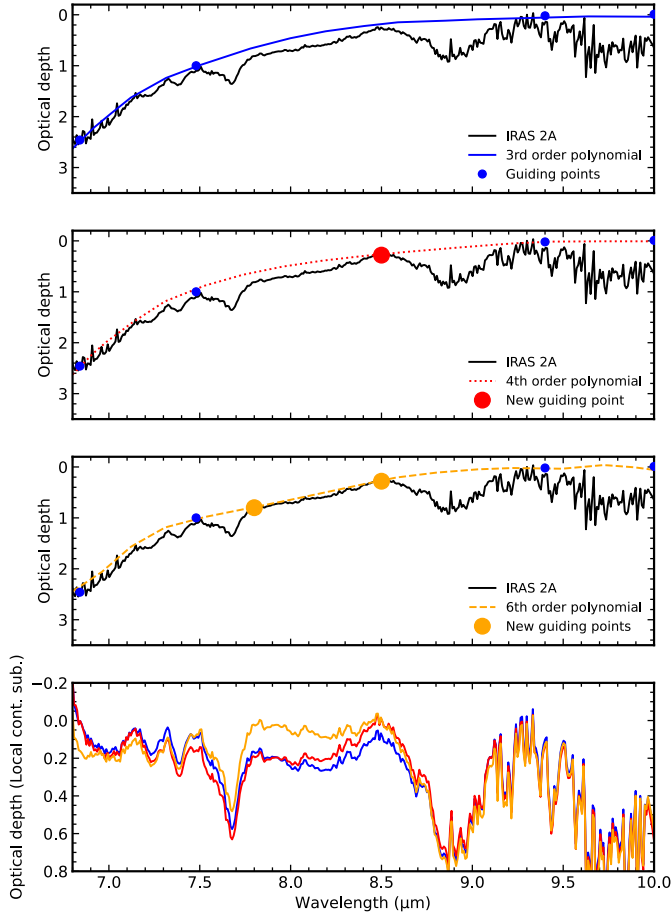 0
1
2
3
Optical depth
IRAS 2A
3rd order polynomial
Guiding points
0
1
2
3
Optical depth
IRAS 2A
4th order polynomial
New guiding point
0
1
2
3
Optical depth
IRAS 2A
6th order polynomial
New guiding points
−0.2
0.0
0.2
0.4
0.6
0.8
Optical depth (Local cont. sub.)
7.0 7.5 8.0 8.5 9.0 9.5 10.0
Wavelength (μm)